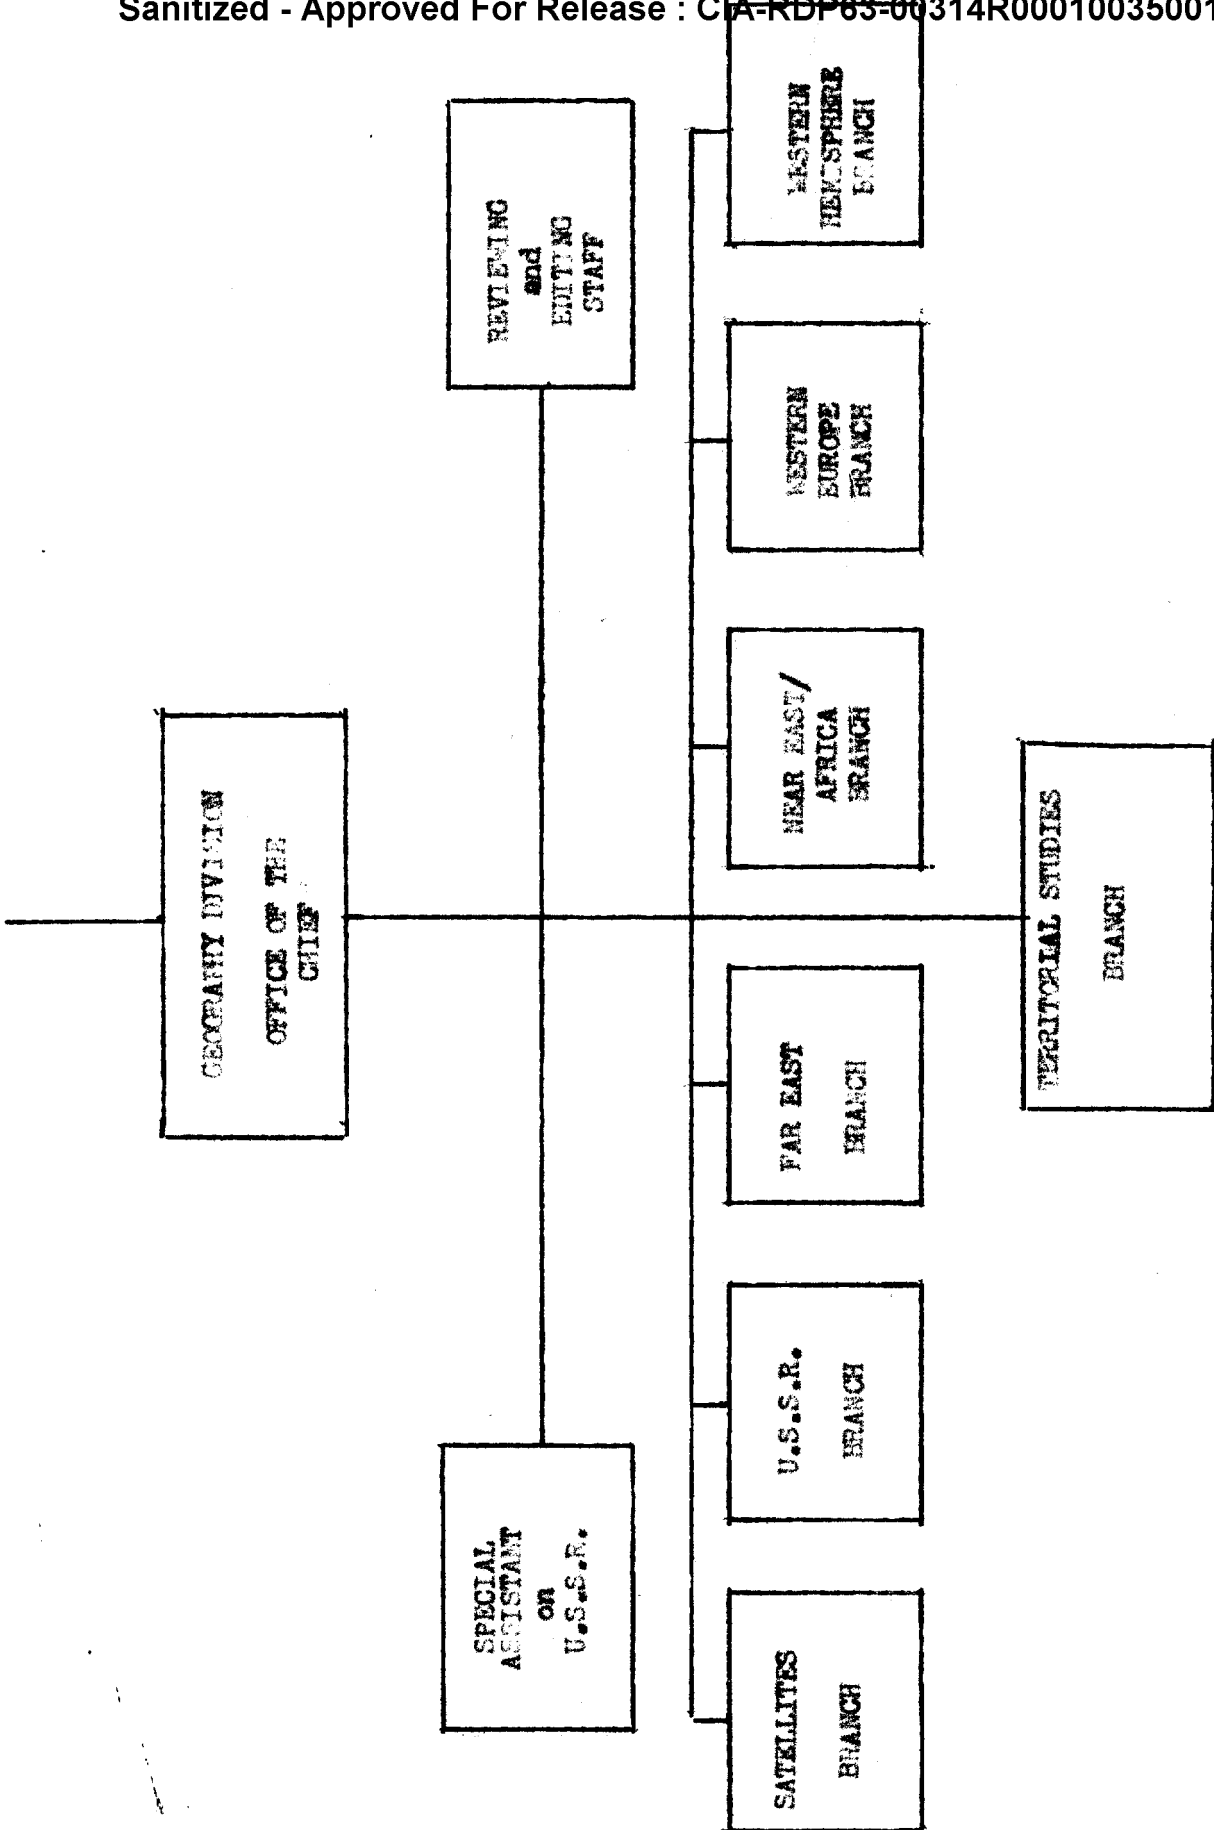 Sanitized - Approved For Release : CIA-RDP63-00314R00010035001
GEOGRAPHY DIVISION
OFFICE OF THE
CHIEF
SPECIAL
ASSISTANT
on
U.S.S.R.
REVIEWING
and
EDITING
STAFF
SATELLITES
BRANCH
U.S.S.R.
BRANCH
FAR EAST
BRANCH
NEAR EAST/
AFRICA
BRANCH
WESTERN
EUROPE
BRANCH
WESTERN
HEMISPHERE
BRANCH
TERRITORIAL STUDIES
BRANCH